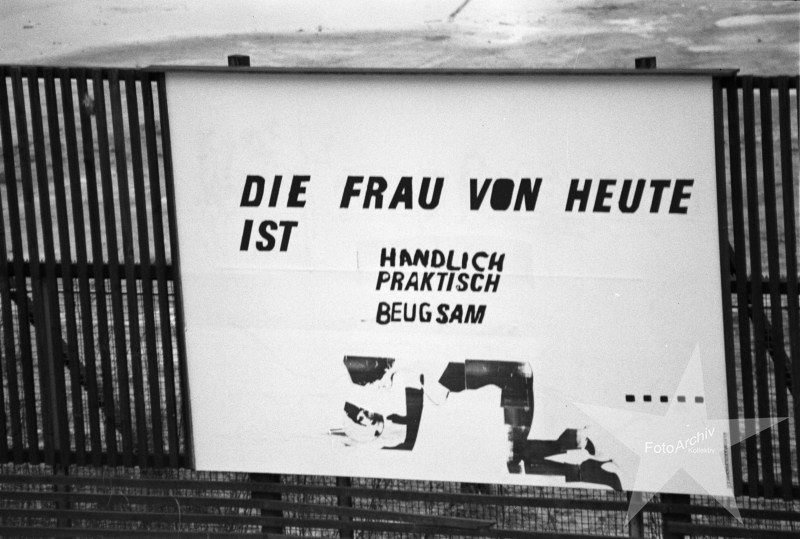 DIE FRAU VON HEUTE
IST
HANDLICH
PRAKTISCH
BEUGSAM
FotoArchiv